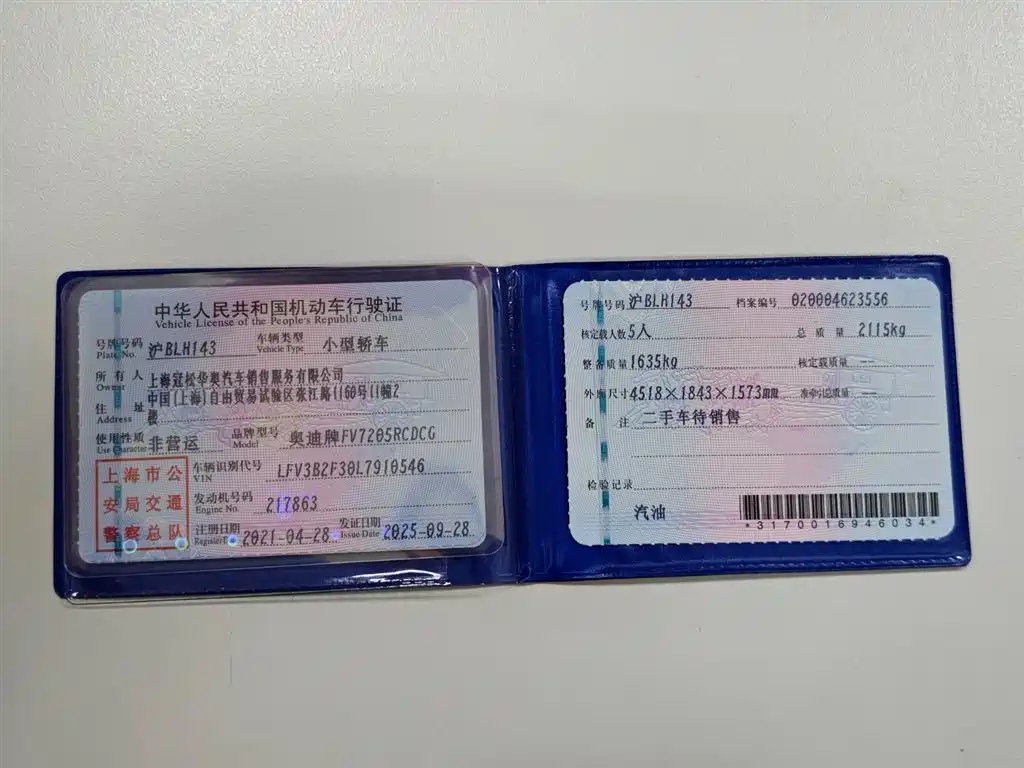 中华人民共和国机动车行驶证
Vehicle License of the People's Republic of China
号牌号码 沪BLH143 车辆类型 小型轿车
Plate No. Vehicle Type
所有人 上海冠松华奥汽车销售服务有限公司
Owner
住址 中国(上海)自由贸易试验区张江路1160号11幢2楼
Address
使用性质 非营运 品牌型号 奥迪牌FV7205RCDCG
Use Character Model
上海市公安局交通警察总队
车辆识别代号 LFV3B2F30L7910546
VIN
发动机号码 217863
Engine No.
注册日期 2021-04-28 发证日期 2025-09-28
Register Issue Date
号牌号码 沪BLH143 档案编号 020004623556
核定载人数 5人 总质量 2115kg
整备质量 1635kg 核定载质量 --
外廓尺寸 4518×1843×1573mm 准牵引总质量 --
备注 二手车待销售
检验记录
汽油
*3170016946034*